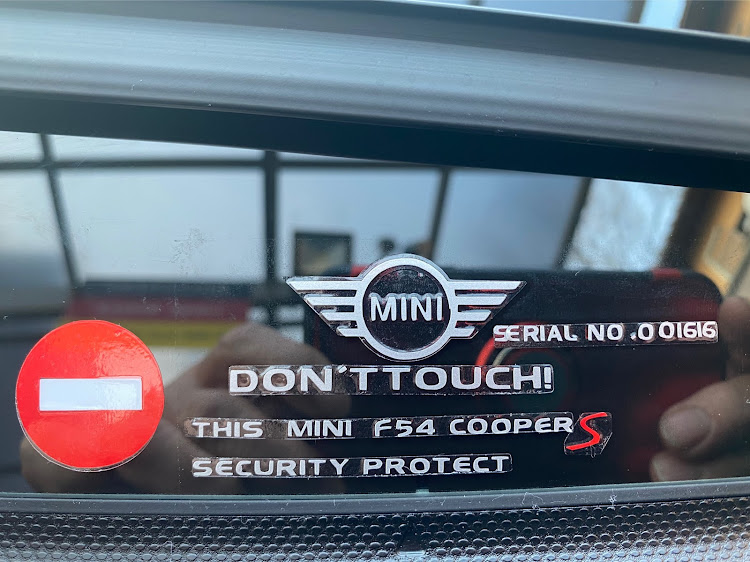 MINI
SERIAL NO.001616
DON'TTOUCH!
THIS MINI F54 COOPER S
SECURITY PROTECT